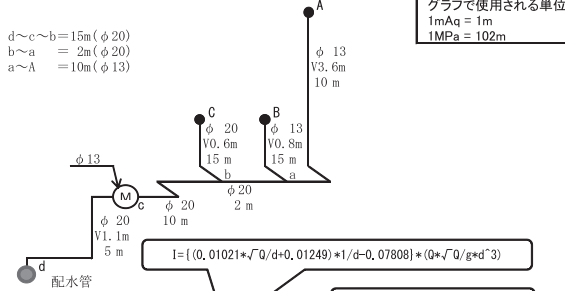 グラフで使用される単位
1mAq = 1m
1MPa = 102m
d～c～b=15m(φ20)
b～a = 2m(φ20)
a～A =10m(φ13)
A
φ 13
V3.6m
10 m
C
φ 20
V0.6m
15 m
B
φ 13
V0.8m
15 m
b
a
φ20
2 m
φ13
M
c
φ 20
10 m
φ 20
V1.1m
5 m
d
配水管
I={(0.01021*√Q/d+0.01249)*1/d-0.07808}*(Q*√Q/g*d^3)